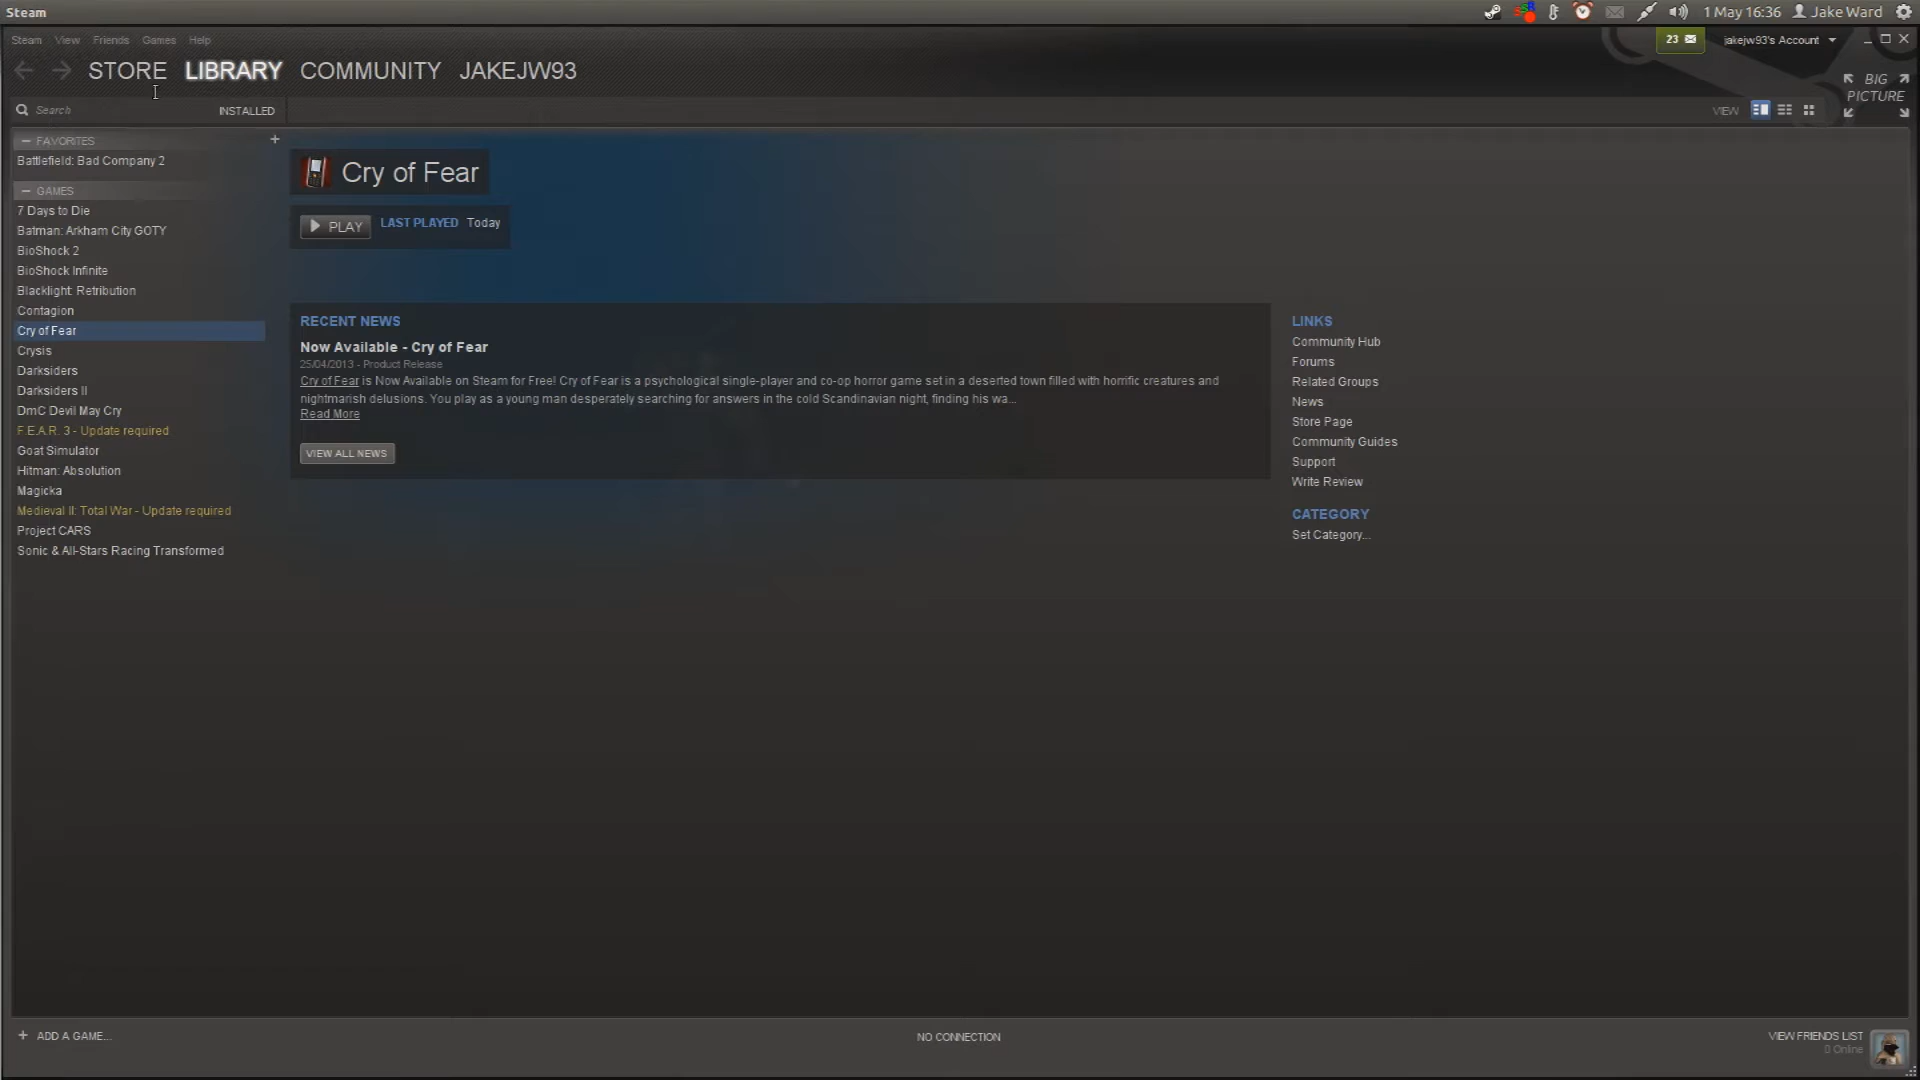 Steam
1 May 16:36 Jake Ward
Steam View Friends Games Help
23 jakejw93's Account
STORE LIBRARY COMMUNITY JAKEJW93
BIG PICTURE
Search INSTALLED
VIEW
FAVORITES
Battlefield: Bad Company 2
GAMES
7 Days to Die
Batman: Arkham City GOTY
BioShock 2
BioShock Infinite
Blacklight: Retribution
Contagion
Cry of Fear
Crysis
Darksiders
Darksiders II
DmC Devil May Cry
F.E.A.R. 3 - Update required
Goat Simulator
Hitman: Absolution
Magicka
Medieval II: Total War - Update required
Project CARS
Sonic & All-Stars Racing Transformed
Cry of Fear
PLAY LAST PLAYED Today
RECENT NEWS
Now Available - Cry of Fear
25/04/2013 - Product Release
Cry of Fear is Now Available on Steam for Free! Cry of Fear is a psychological single-player and co-op horror game set in a deserted town filled with horrific creatures and
nightmarish delusions. You play as a young man desperately searching for answers in the cold Scandinavian night, finding his wa...
Read More
VIEW ALL NEWS
LINKS
Community Hub
Forums
Related Groups
News
Store Page
Community Guides
Support
Write Review
CATEGORY
Set Category...
+ ADD A GAME...
NO CONNECTION
VIEW FRIENDS LIST
0 Online